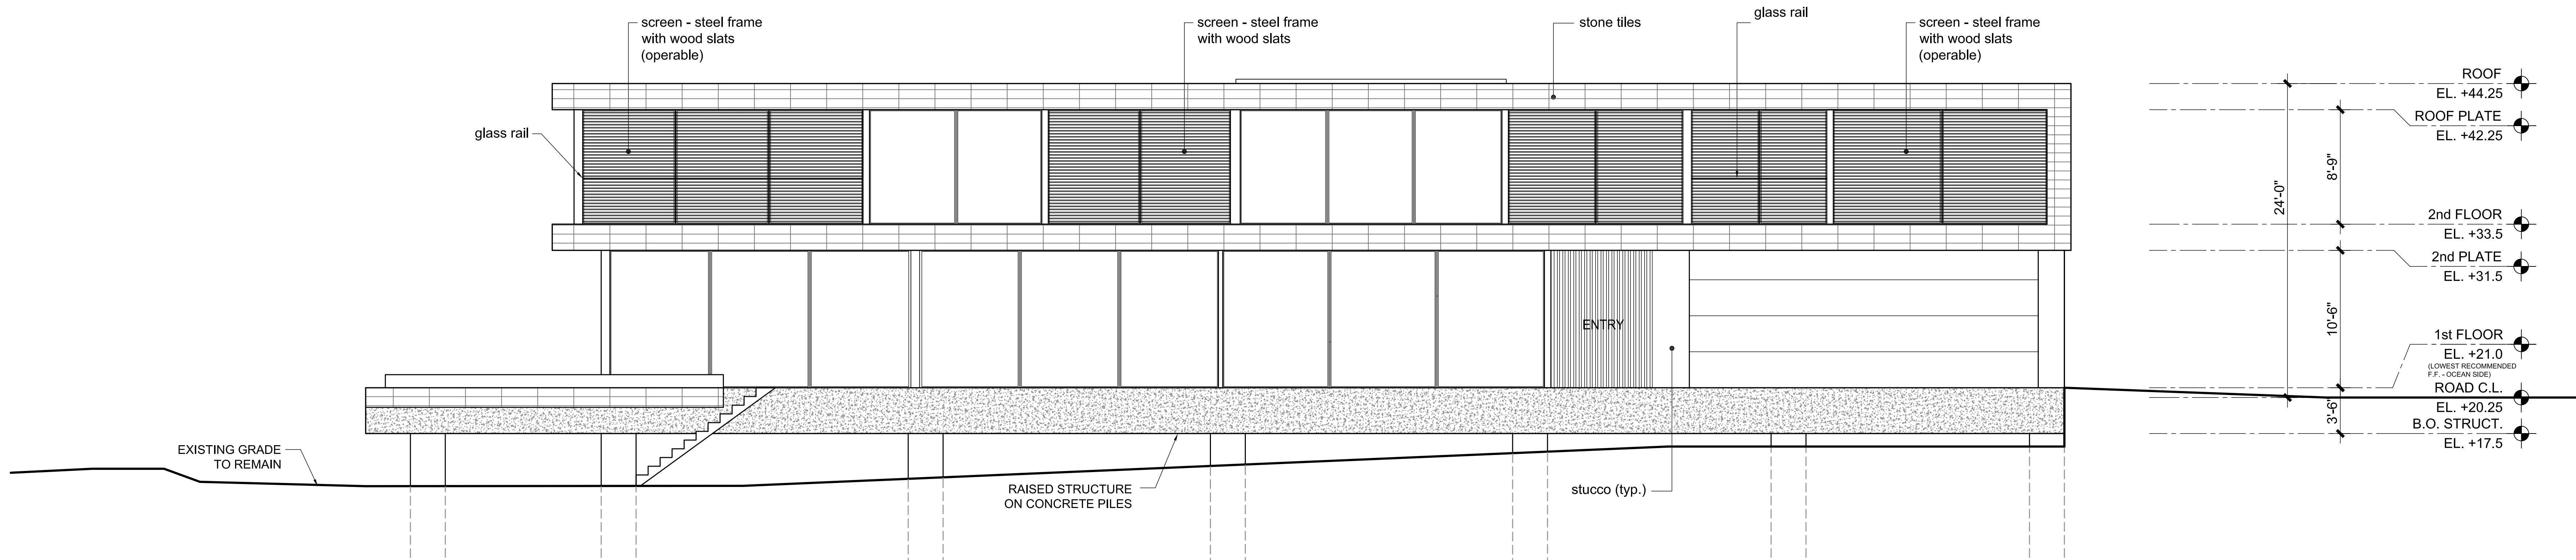 screen - steel frame
with wood slats
(operable)
screen - steel frame
with wood slats
stone tiles
glass rail
screen - steel frame
with wood slats
(operable)
glass rail
ENTRY
EXISTING GRADE
TO REMAIN
RAISED STRUCTURE
ON CONCRETE PILES
stucco (typ.)
24'-0"
8'-9"
10'-6"
3'-6"
ROOF
EL. +44.25
ROOF PLATE
EL. +42.25
2nd FLOOR
EL. +33.5
2nd PLATE
EL. +31.5
1st FLOOR
EL. +21.0
(LOWEST RECOMMENDED
F.F. - OCEAN SIDE)
ROAD C.L.
EL. +20.25
B.O. STRUCT.
EL. +17.5